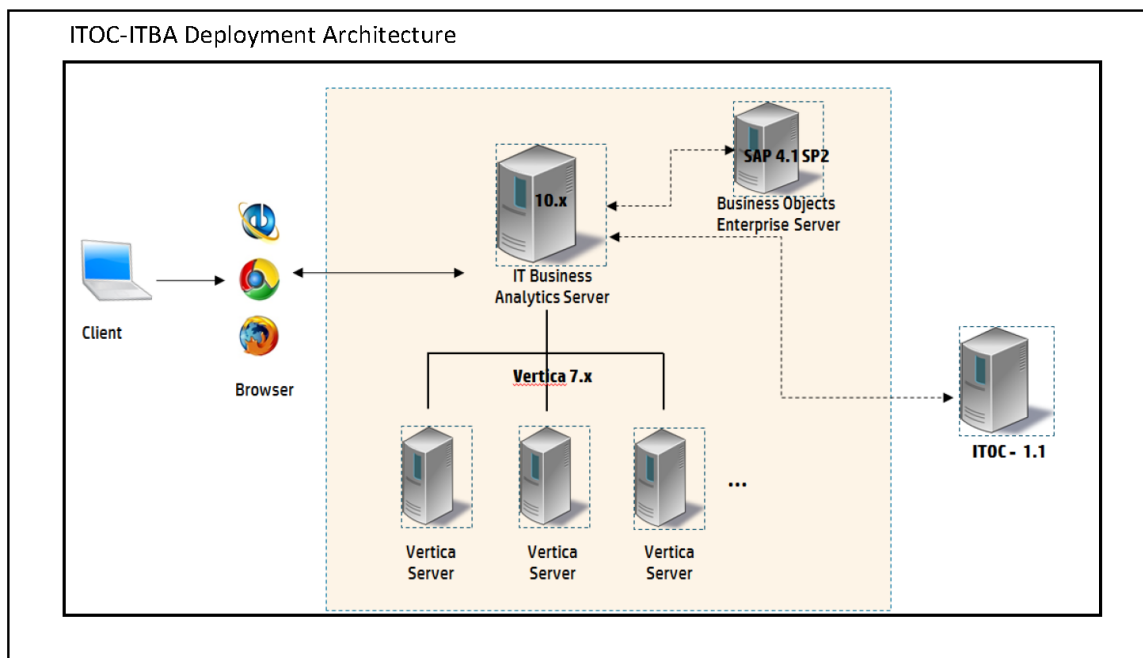 ITOC-ITBA Deployment Architecture
SAP 4.1 SP2
Business Objects
Enterprise Server
10.x
IT Business
Analytics Server
Client
Browser
Vertica 7.x
ITOC - 1.1
...
Vertica
Server
Vertica
Server
Vertica
Server